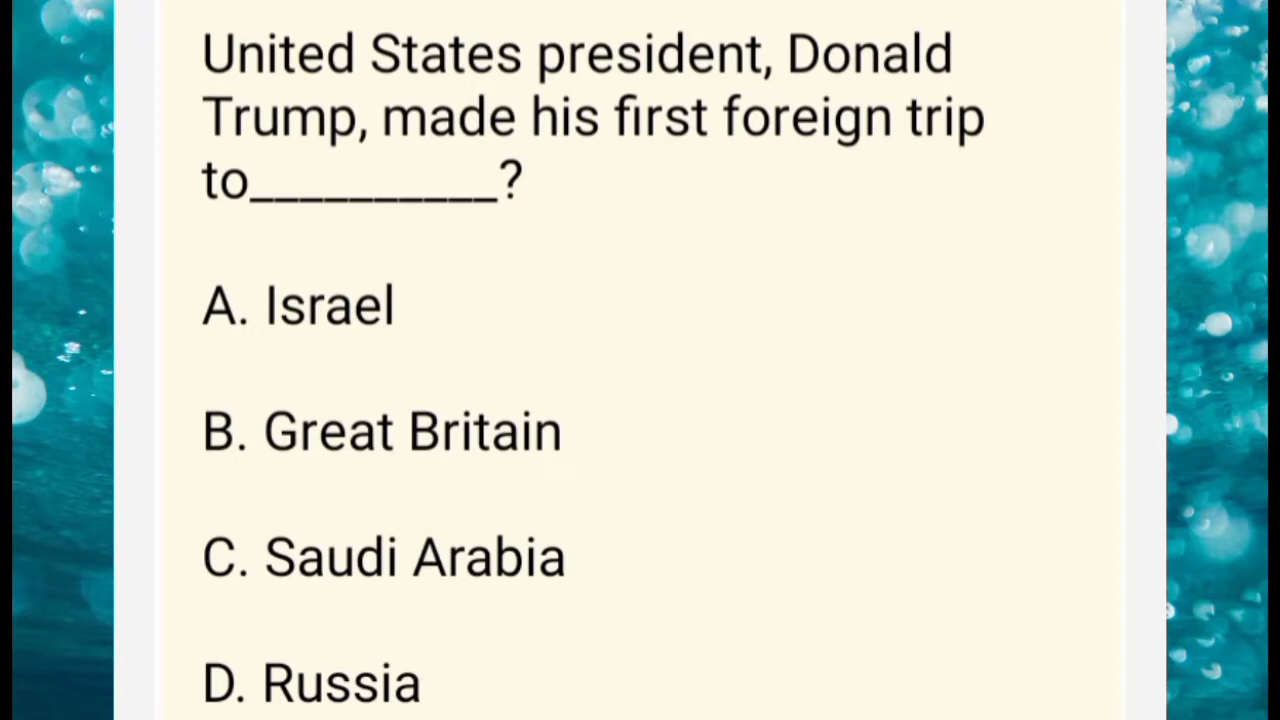 United States president, Donald
Trump, made his first foreign trip
to__________?
A. Israel
B. Great Britain
C. Saudi Arabia
D. Russia